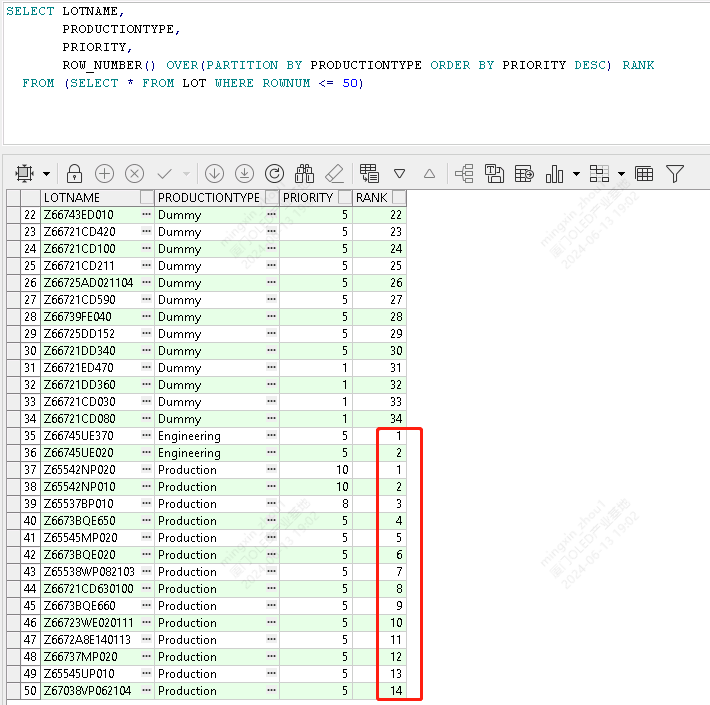 SELECT LOTNAME,
PRODUCTIONTYPE,
PRIORITY,
ROW_NUMBER() OVER(PARTITION BY PRODUCTIONTYPE ORDER BY PRIORITY DESC) RANK
FROM (SELECT * FROM LOT WHERE ROWNUM <= 50)
LOTNAME PRODUCTIONTYPE PRIORITY RANK
22 Z66743ED010 ··· Dummy ··· 5 22
23 Z66721CD420 ··· Dummy ··· 5 23
24 Z66721CD100 ··· Dummy ··· 5 24
25 Z66721CD211 ··· Dummy ··· 5 25
26 Z66725AD021104 ··· Dummy ··· 5 26
27 Z66721CD590 ··· Dummy ··· 5 27
28 Z66739FE040 ··· Dummy ··· 5 28
29 Z66725DD152 ··· Dummy ··· 5 29
30 Z66721DD340 ··· Dummy ··· 5 30
31 Z66721ED470 ··· Dummy ··· 1 31
32 Z66721DD360 ··· Dummy ··· 1 32
33 Z66721CD030 ··· Dummy ··· 1 33
34 Z66721CD080 ··· Dummy ··· 1 34
35 Z66745UE370 ··· Engineering ··· 5 1
36 Z66745UE020 ··· Engineering ··· 5 2
37 Z65542NP020 ··· Production ··· 10 1
38 Z65542NP010 ··· Production ··· 10 2
39 Z65537BP010 ··· Production ··· 8 3
40 Z6673BQE650 ··· Production ··· 5 4
41 Z65545MP020 ··· Production ··· 5 5
42 Z6673BQE020 ··· Production ··· 5 6
43 Z65538WP082103 ··· Production ··· 5 7
44 Z66721CD630100 ··· Production ··· 5 8
45 Z6673BQE660 ··· Production ··· 5 9
46 Z66723WE020111 ··· Production ··· 5 10
47 Z6672A8E140113 ··· Production ··· 5 11
48 Z66737MP020 ··· Production ··· 5 12
49 Z65545UP010 ··· Production ··· 5 13
50 Z67038VP062104 ··· Production ··· 5 14